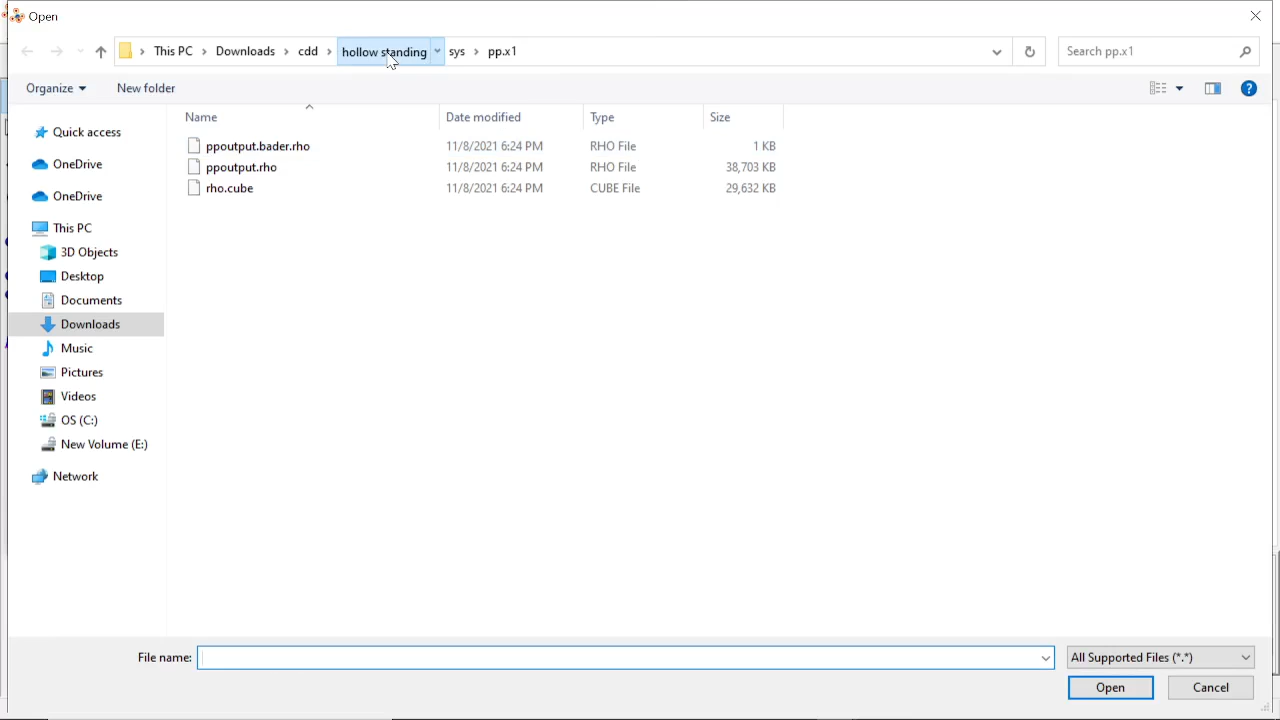 Open
This PC > Downloads > cdd > hollow standing sys > pp.x1
Search pp.x1
Organize New folder
Name Date modified Type Size
ppoutput.bader.rho 11/8/2021 6:24 PM RHO File 1 KB
ppoutput.rho 11/8/2021 6:24 PM RHO File 38,703 KB
rho.cube 11/8/2021 6:24 PM CUBE File 29,632 KB
Quick access
OneDrive
OneDrive
This PC
3D Objects
Desktop
Documents
Downloads
Music
Pictures
Videos
OS (C:)
New Volume (E:)
Network
File name:
All Supported Files (*.*)
Open
Cancel